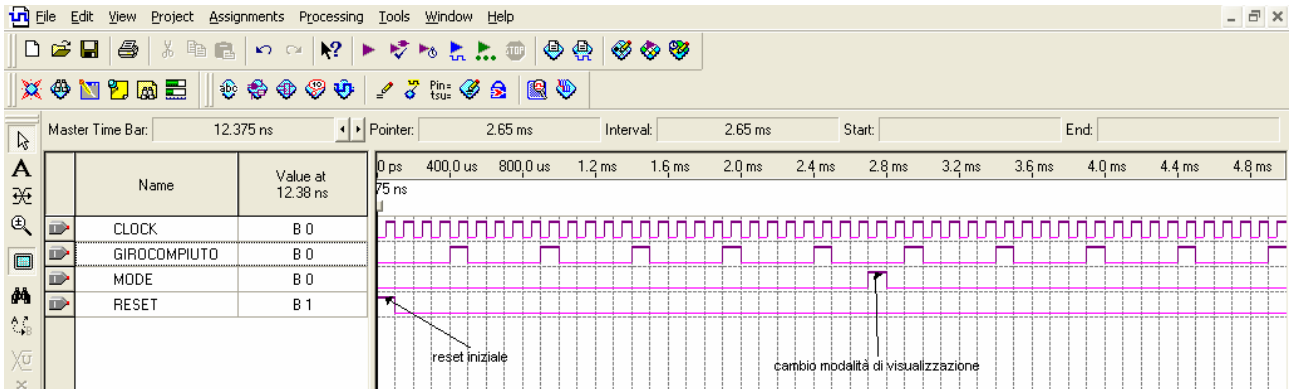 File Edit View Project Assignments Processing Tools Window Help
STOP
abc Pin= tsu=
Master Time Bar: 12.375 ns Pointer: 2.65 ms Interval: 2.65 ms Start: End:
A
Name Value at 12.38 ns
0 ps 400,0 us 800,0 us 1.2 ms 1.6 ms 2.0 ms 2.4 ms 2.8 ms 3.2 ms 3.6 ms 4.0 ms 4.4 ms 4.8 ms
75 ns
CLOCK B 0
GIROCOMPIUTO B 0
MODE B 0
RESET B 1
reset iniziale
cambio modalità di visualizzazione